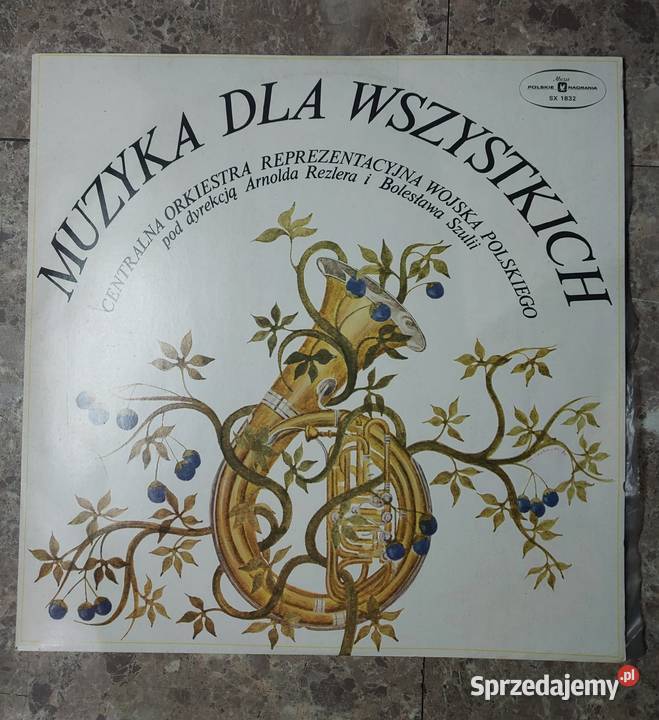 Muza
POLSKIE NAGRANIA
SX 1832
MUZYKA DLA WSZYSTKICH
CENTRALNA ORKIESTRA REPREZENTACYJNA WOJSKA POLSKIEGO
pod dyrekcją Arnolda Rezlera i Bolesława Szulii
Sprzedajemy.pl